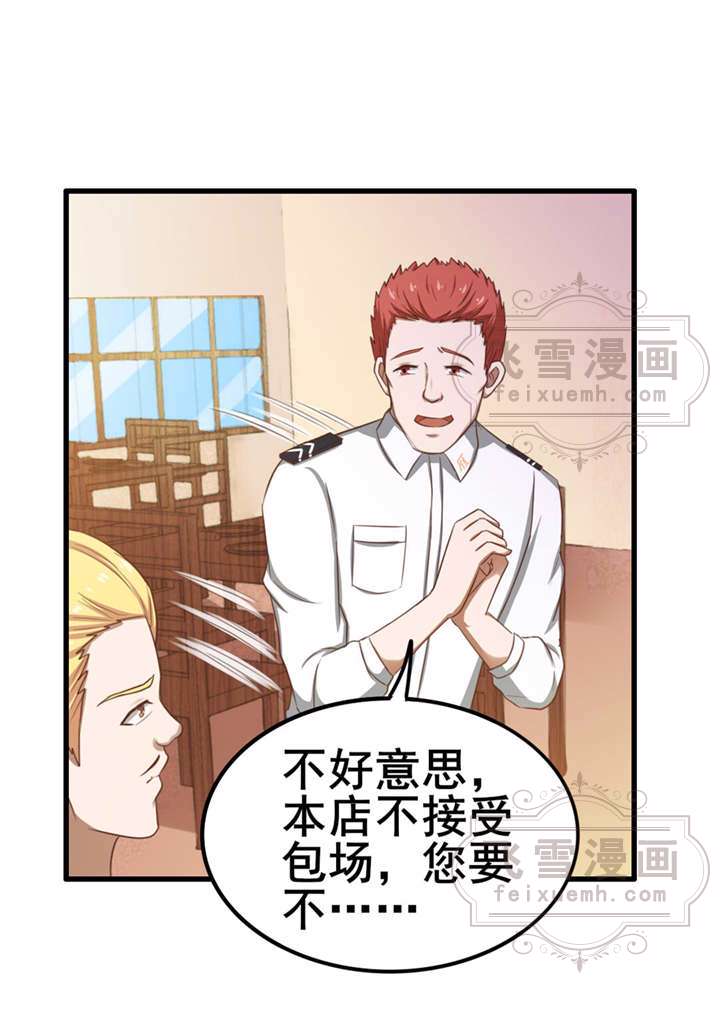 飞雪漫画
feixuemh.com
不好意思，
本店不接受
包场，您要
不……
飞雪漫画
feixuemh.com